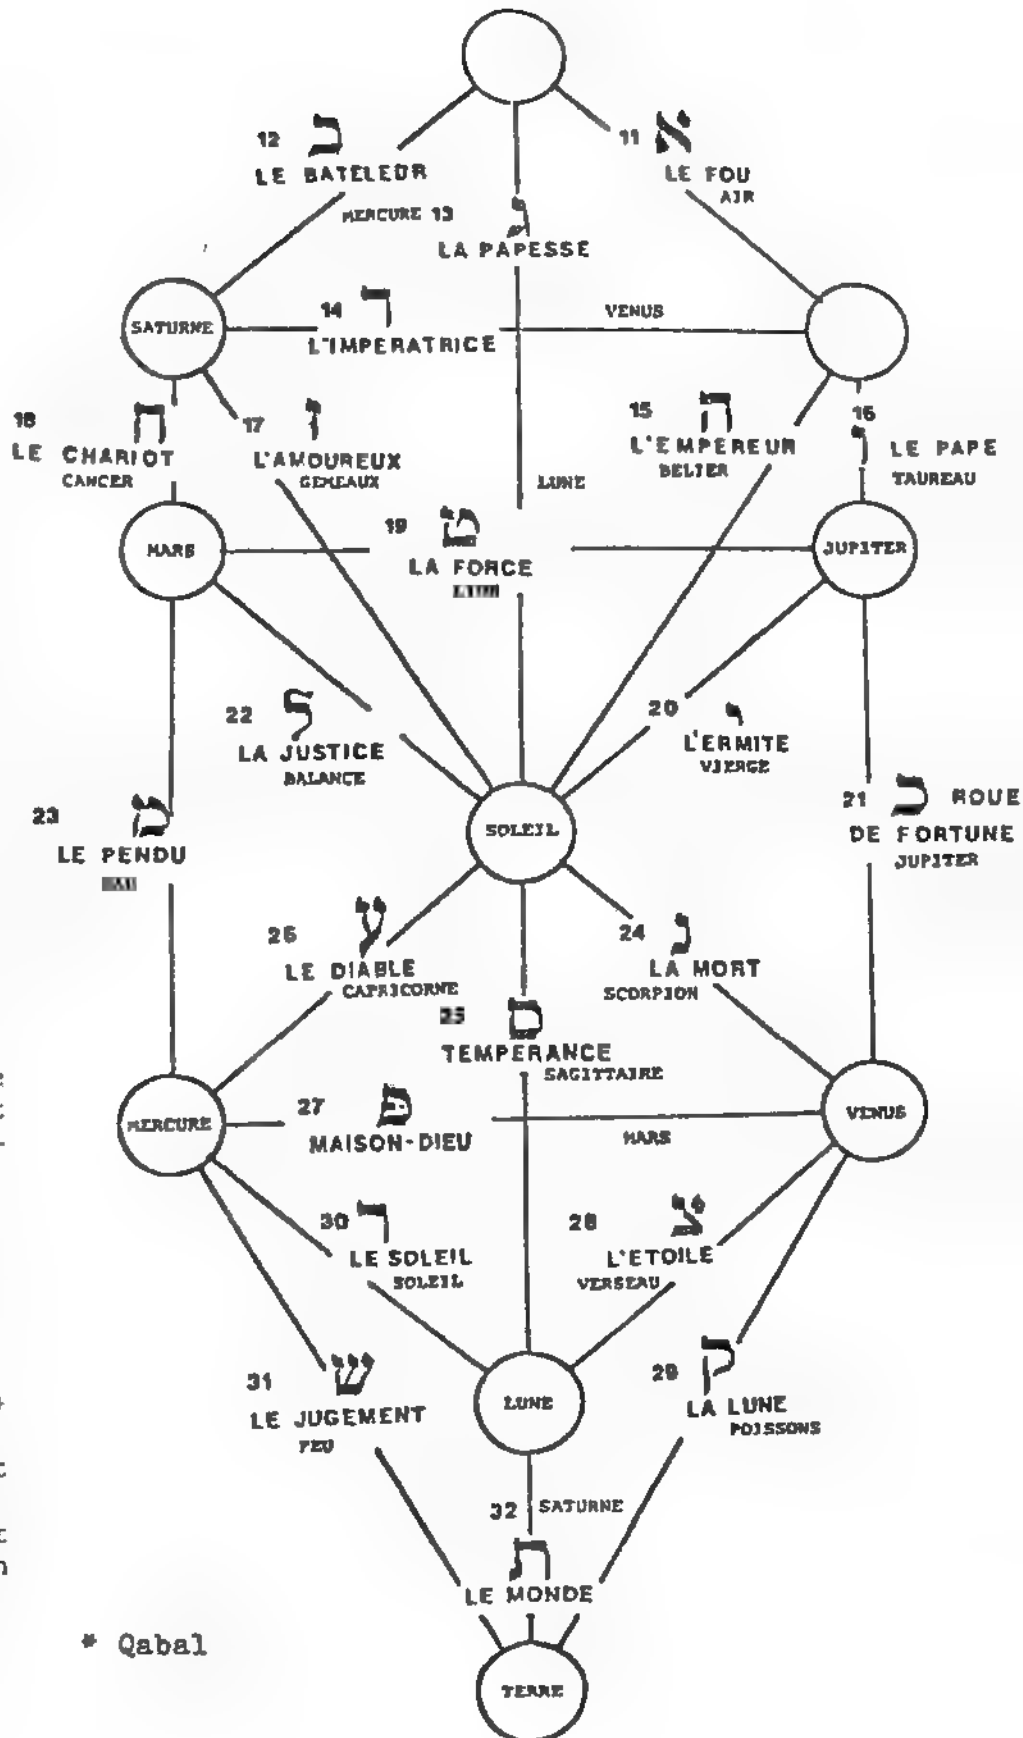 12 ב
LE BATELEUR
MERCURE
11 א
LE FOU
AIR
13 ג
LA PAPESSE
LUNE
SATURNE
14 ד
L'IMPERATRICE
VENUS
18 ח
LE CHARIOT
CANCER
17 ז
L'AMOUREUX
GEMEAUX
15 ה
L'EMPEREUR
BELIER
16 ו
LE PAPE
TAUREAU
MARS
19 ט
LA FORCE
JUPITER
22 ל
LA JUSTICE
BALANCE
20 י
L'ERMITE
VIERGE
23 מ
LE PENDU
SOLEIL
21 כ ROUE
DE FORTUNE
JUPITER
26 ע
LE DIABLE
CAPRICORNE
24 נ
LA MORT
SCORPION
25 ם
TEMPERANCE
SAGITTAIRE
MERCURE
27 פ
MAISON-DIEU
MARS
VENUS
30 ר
LE SOLEIL
SOLEIL
28 צ
L'ETOILE
VERSEAU
31 ש
LE JUGEMENT
FEU
LUNE
29 ק
LA LUNE
POISSONS
32 SATURNE
ת
LE MONDE
* Qabal
TERRE